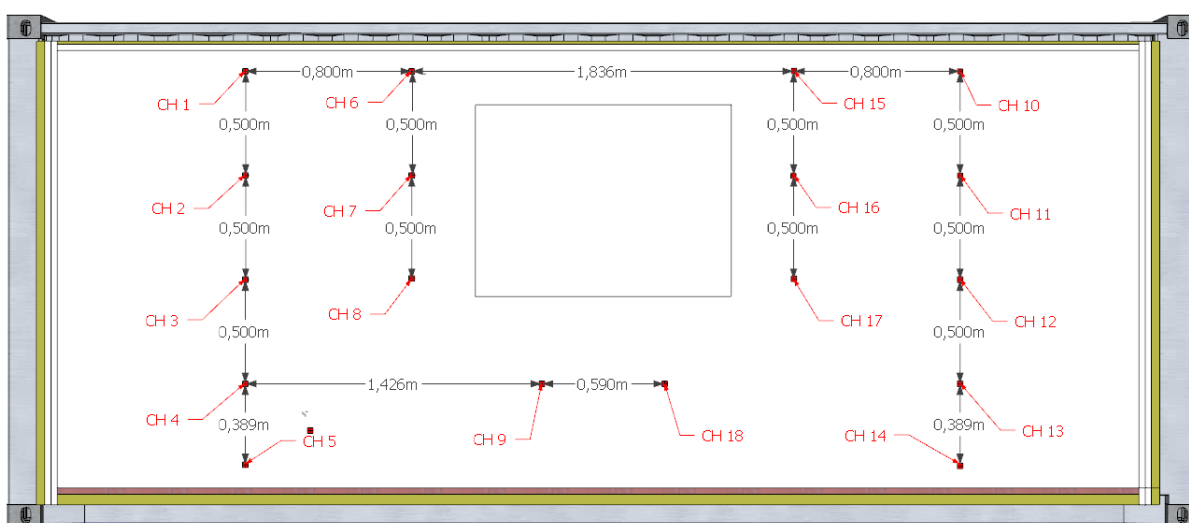 0,800m
1,836m
0,800m
CH 1
CH 6
CH 15
CH 10
0,500m
0,500m
0,500m
0,500m
CH 2
CH 7
CH 16
CH 11
0,500m
0,500m
0,500m
0,500m
CH 3
CH 8
CH 17
CH 12
0,500m
0,500m
1,426m
0,590m
CH 4
CH 9
CH 18
CH 13
0,389m
0,389m
CH 5
CH 14